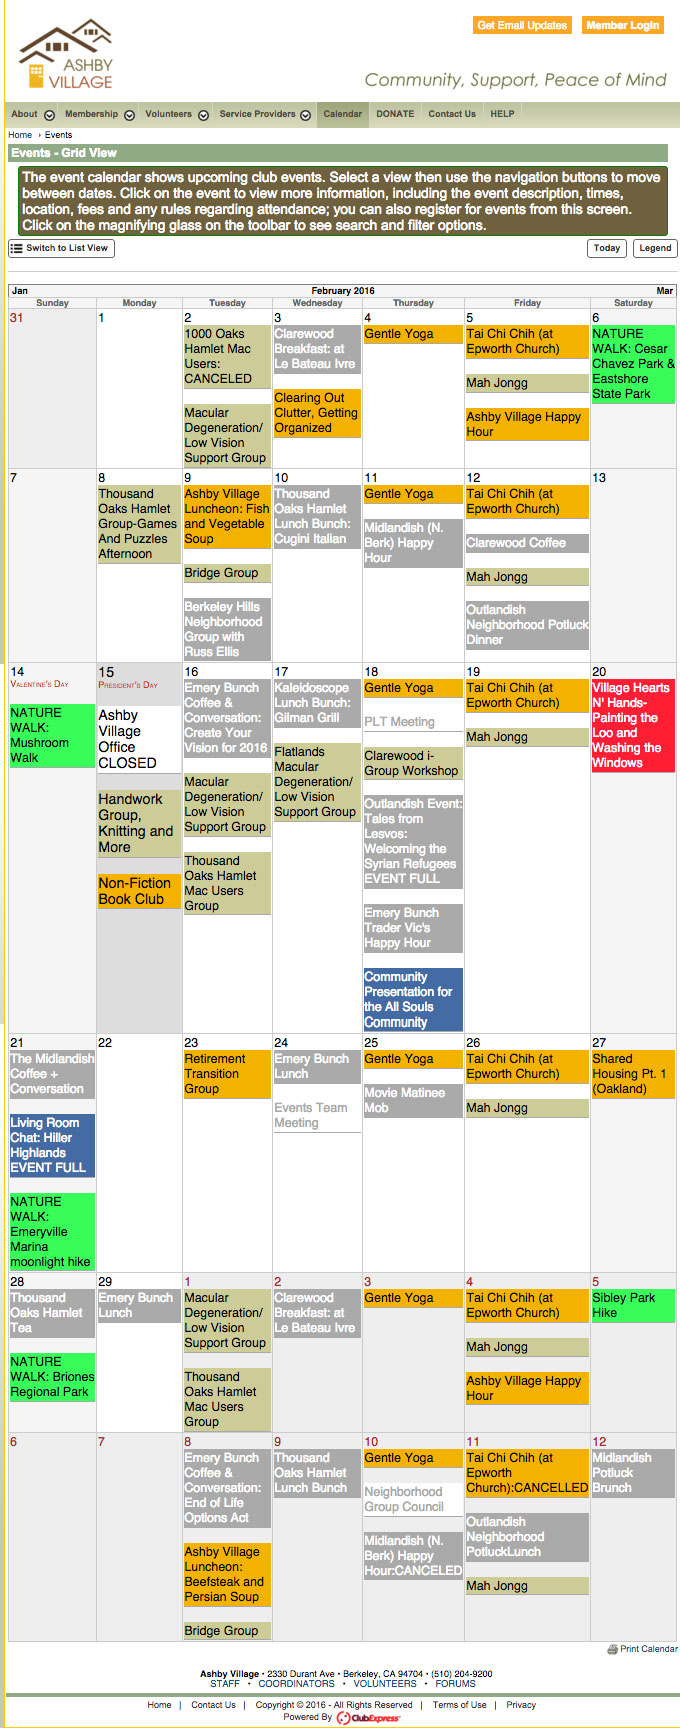 Get Email Updates
Member LogIn
ASHBY
VILLAGE
Community, Support, Peace of Mind
About
Membership
Volunteers
Service Providers
Calendar
DONATE
Contact Us
HELP
Home › Events
Events - Grid View
The event calendar shows upcoming club events. Select a view then use the navigation buttons to move
between dates. Click on the event to view more information, including the event description, times,
location, fees and any rules regarding attendance; you can also register for events from this screen.
Click on the magnifying glass on the toolbar to see search and filter options.
Switch to List View
Today
Legend
Jan
February 2016
Mar
Sunday
Monday
Tuesday
Wednesday
Thursday
Friday
Saturday
31
1
2
1000 Oaks
Hamlet Mac
Users:
CANCELED
Macular
Degeneration/
Low Vision
Support Group
3
Clarewood
Breakfast: at
Le Bateau Ivre
Clearing Out
Clutter, Getting
Organized
4
Gentle Yoga
5
Tai Chi Chih (at
Epworth Church)
Mah Jongg
Ashby Village Happy
Hour
6
NATURE
WALK: Cesar
Chavez Park &
Eastshore
State Park
7
8
Thousand
Oaks Hamlet
Group-Games
And Puzzles
Afternoon
9
Ashby Village
Luncheon: Fish
and Vegetable
Soup
Bridge Group
Berkeley Hills
Neighborhood
Group with
Russ Ellis
10
Thousand
Oaks Hamlet
Lunch Bunch:
Cugini Italian
11
Gentle Yoga
Midlandish (N.
Berk) Happy
Hour
12
Tai Chi Chih (at
Epworth Church)
Clarewood Coffee
Mah Jongg
Outlandish
Neighborhood Potluck
Dinner
13
14
Valentine's Day
NATURE
WALK:
Mushroom
Walk
15
President's Day
Ashby
Village
Office
CLOSED
Handwork
Group,
Knitting and
More
Non-Fiction
Book Club
16
Emery Bunch
Coffee &
Conversation:
Create Your
Vision for 2016
Macular
Degeneration/
Low Vision
Support Group
Thousand
Oaks Hamlet
Mac Users
Group
17
Kaleidoscope
Lunch Bunch:
Gilman Grill
Flatlands
Macular
Degeneration/
Low Vision
Support Group
18
Gentle Yoga
PLT Meeting
Clarewood i-
Group Workshop
Outlandish Event:
Tales from
Lesvos:
Welcoming the
Syrian Refugees
EVENT FULL
Emery Bunch
Trader Vic's
Happy Hour
Community
Presentation for
the All Souls
Community
19
Tai Chi Chih (at
Epworth Church)
Mah Jongg
20
Village Hearts
N' Hands-
Painting the
Loo and
Washing the
Windows
21
The Midlandish
Coffee +
Conversation
Living Room
Chat: Hiller
Highlands
EVENT FULL
NATURE
WALK:
Emeryville
Marina
moonlight hike
22
23
Retirement
Transition
Group
24
Emery Bunch
Lunch
Events Team
Meeting
25
Gentle Yoga
Movie Matinee
Mob
26
Tai Chi Chih (at
Epworth Church)
Mah Jongg
27
Shared
Housing Pt. 1
(Oakland)
28
Thousand
Oaks Hamlet
Tea
NATURE
WALK: Briones
Regional Park
29
Emery Bunch
Lunch
1
Macular
Degeneration/
Low Vision
Support Group
Thousand
Oaks Hamlet
Mac Users
Group
2
Clarewood
Breakfast: at
Le Bateau Ivre
3
Gentle Yoga
4
Tai Chi Chih (at
Epworth Church)
Mah Jongg
Ashby Village Happy
Hour
5
Sibley Park
Hike
6
7
8
Emery Bunch
Coffee &
Conversation:
End of Life
Options Act
Ashby Village
Luncheon:
Beefsteak and
Persian Soup
Bridge Group
9
Thousand
Oaks Hamlet
Lunch Bunch
10
Gentle Yoga
Neighborhood
Group Council
Midlandish (N.
Berk) Happy
Hour:CANCELED
11
Tai Chi Chih (at
Epworth
Church):CANCELLED
Outlandish
Neighborhood
PotluckLunch
Mah Jongg
12
Midlandish
Potluck
Brunch
Print Calendar
Ashby Village • 2330 Durant Ave • Berkeley, CA 94704 • (510) 204-9200
STAFF • COORDINATORS • VOLUNTEERS • FORUMS
Home | Contact Us | Copyright © 2016 - All Rights Reserved | Terms of Use | Privacy
Powered By ClubExpress